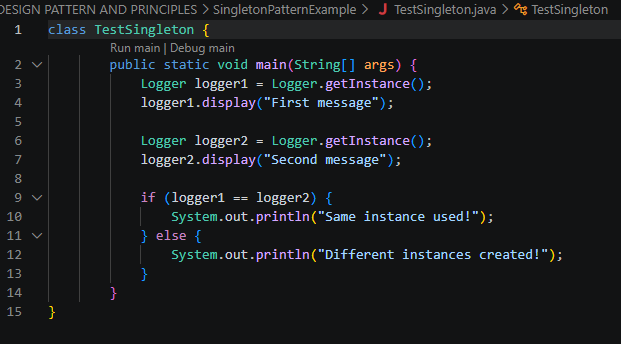 DESIGN PATTERN AND PRINCIPLES > SingletonPatternExample > J TestSingleton.java > TestSingleton
1 class TestSingleton {
Run main | Debug main
2 public static void main(String[] args) {
3 Logger logger1 = Logger.getInstance();
4 logger1.display("First message");
5
6 Logger logger2 = Logger.getInstance();
7 logger2.display("Second message");
8
9 if (logger1 == logger2) {
10 System.out.println("Same instance used!");
11 } else {
12 System.out.println("Different instances created!");
13 }
14 }
15 }